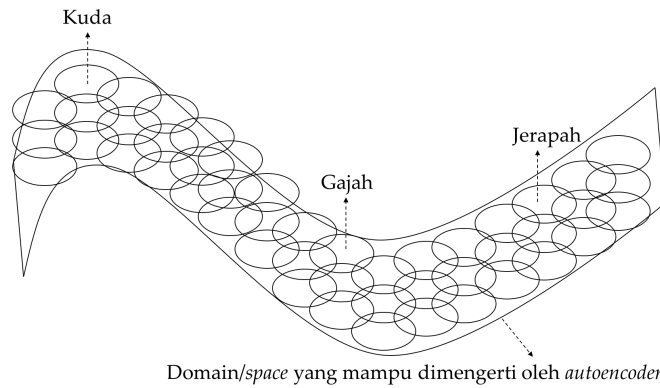 Kuda
Jerapah
Gajah
Domain/space yang mampu dimengerti oleh autoencoder